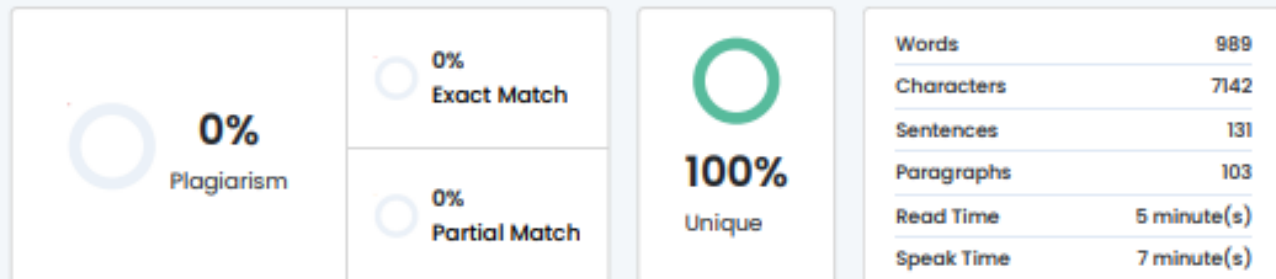 0%
Plagiarism
0%
Exact Match
0%
Partial Match
100%
Unique
Words 989
Characters 7142
Sentences 131
Paragraphs 103
Read Time 5 minute(s)
Speak Time 7 minute(s)